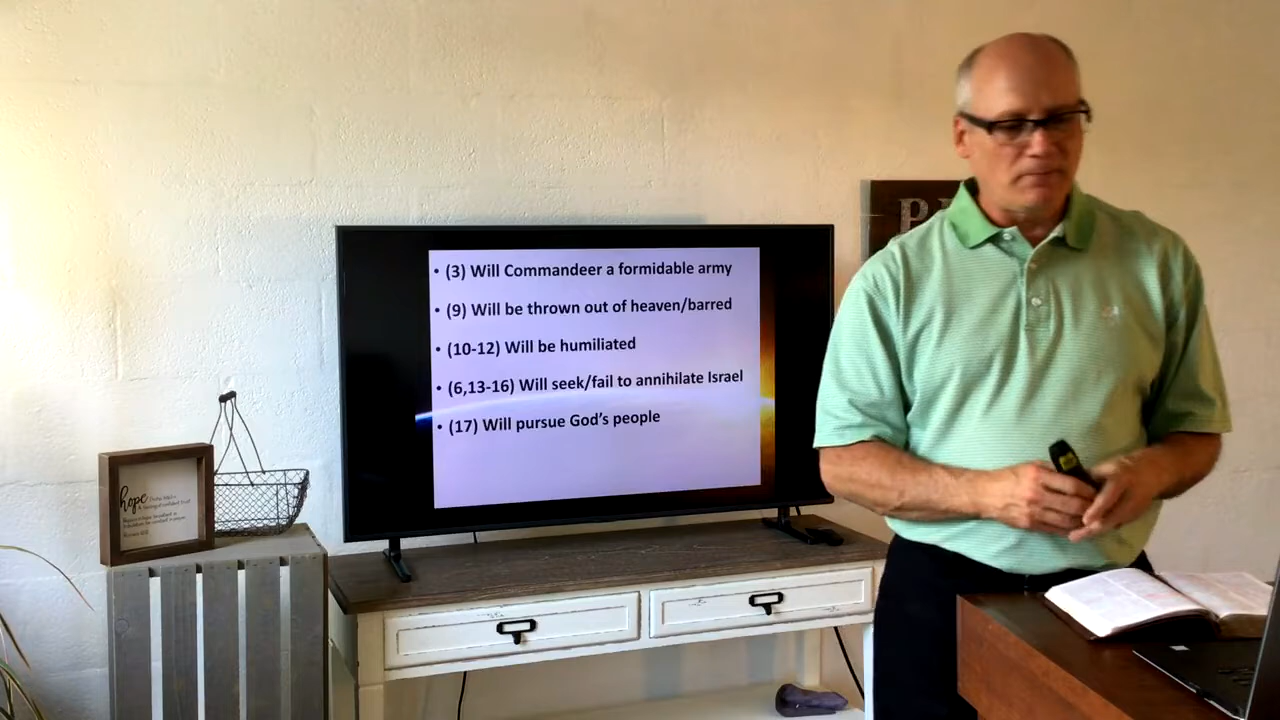 • (3) Will Commandeer a formidable army
• (9) Will be thrown out of heaven/barred
• (10-12) Will be humiliated
• (6,13-16) Will seek/fail to annihilate Israel
• (17) Will pursue God's people
hope